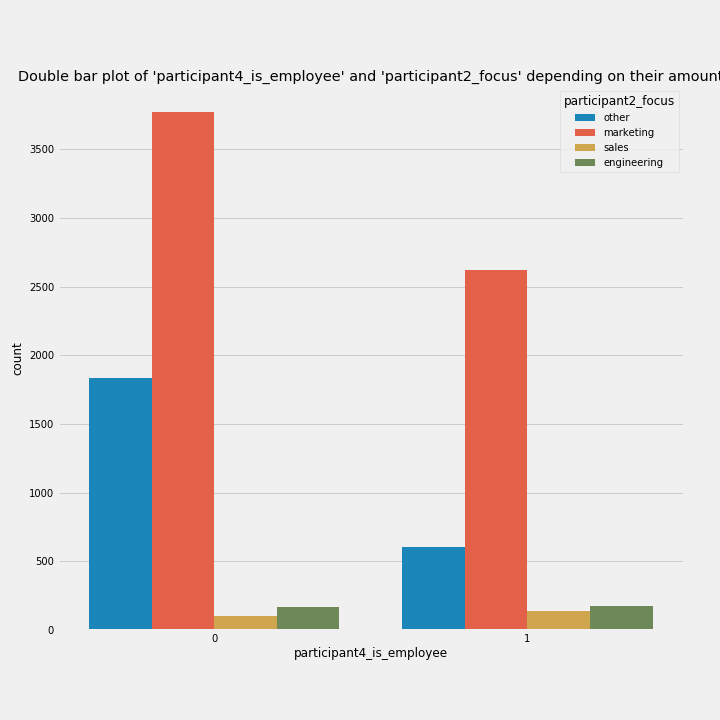 Double bar plot of 'participant4_is_employee' and 'participant2_focus' depending on their amount
participant2_focus
other
marketing
sales
engineering
3500
3000
2500
2000
1500
1000
500
0
count
0 1
participant4_is_employee